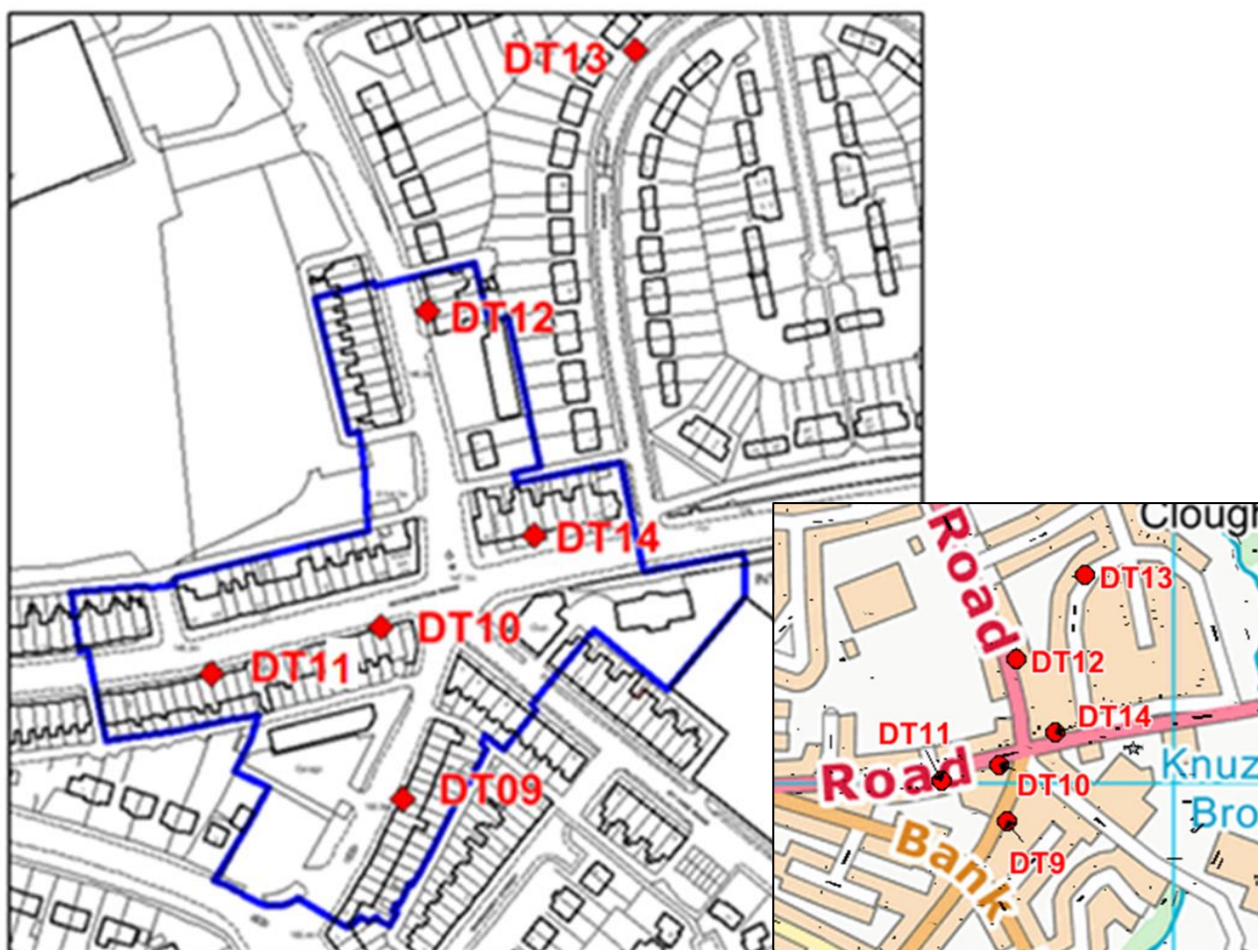 DT13
DT12
DT14
DT10
DT11
DT09
Road
Clough
DT13
DT12
DT14
DT11
Road
DT10
Knuz
Bro
Bank
DT9